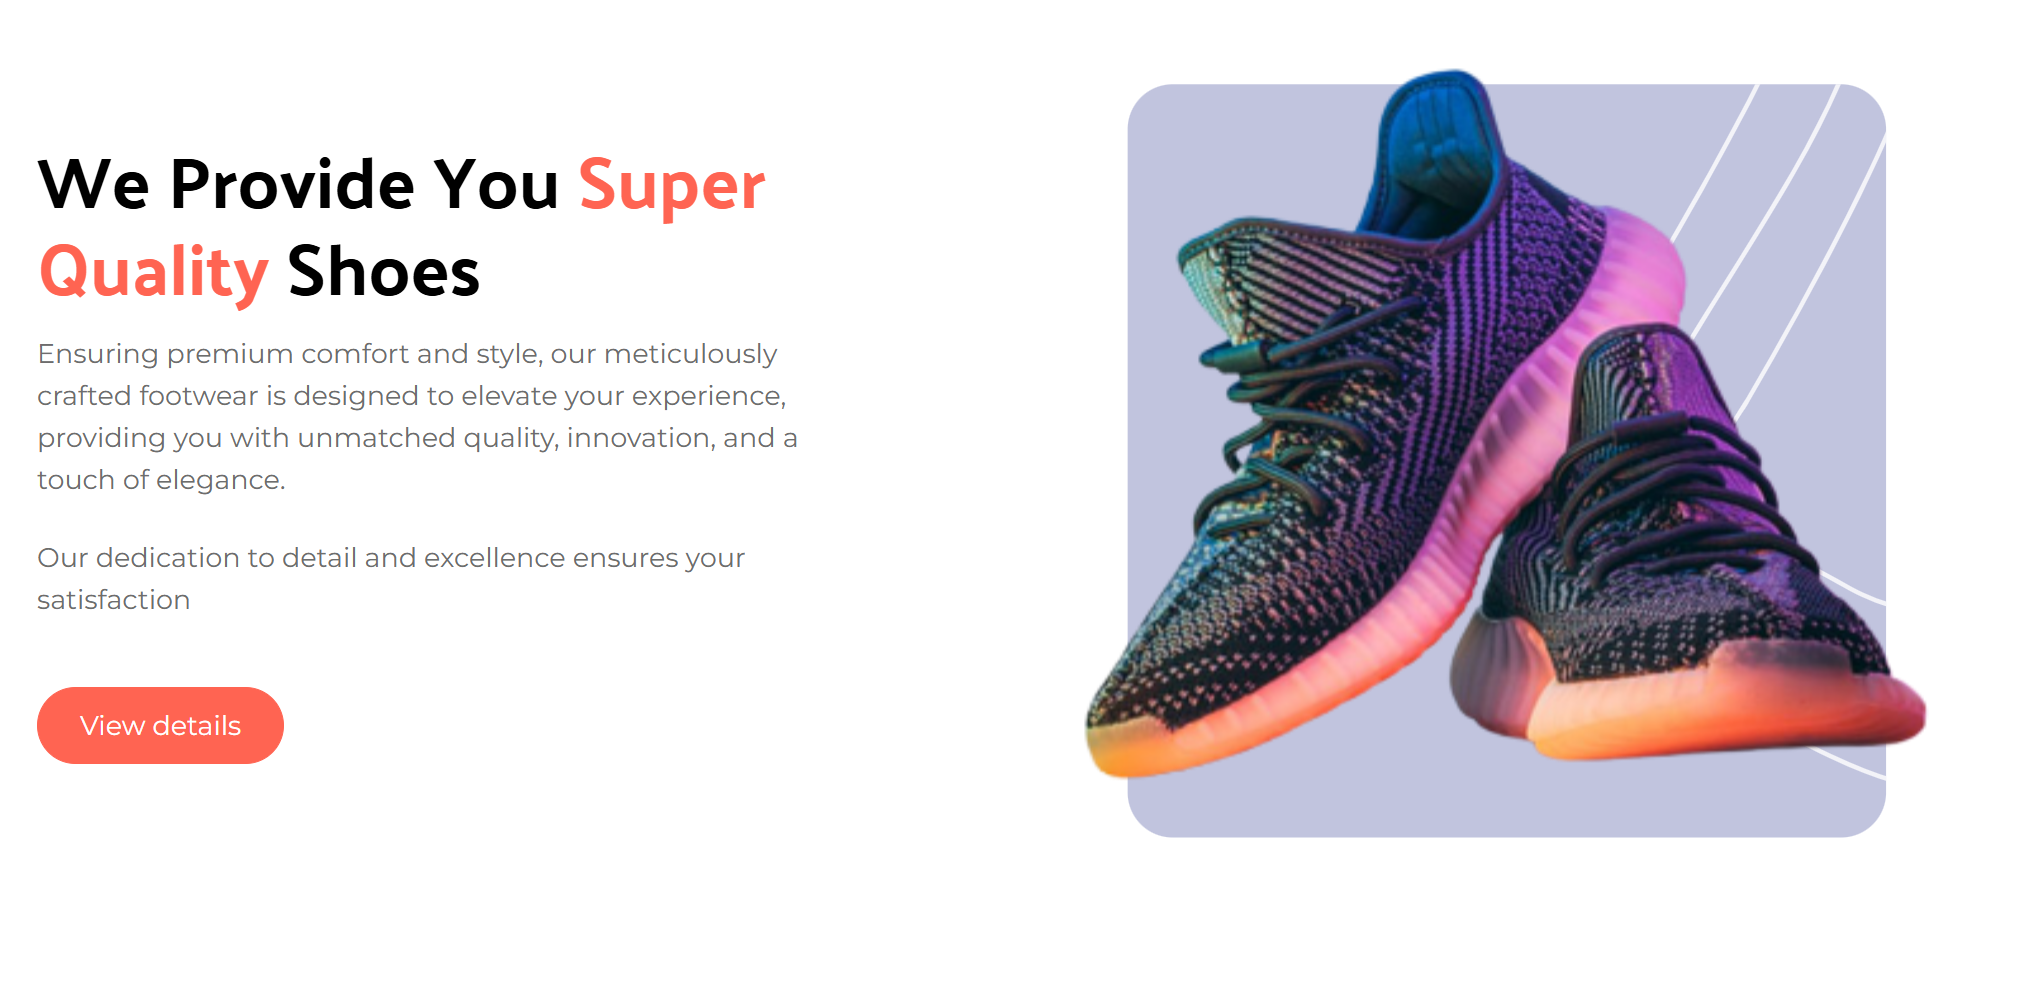 We Provide You Super
Quality Shoes
Ensuring premium comfort and style, our meticulously
crafted footwear is designed to elevate your experience,
providing you with unmatched quality, innovation, and a
touch of elegance.
Our dedication to detail and excellence ensures your
satisfaction
View details